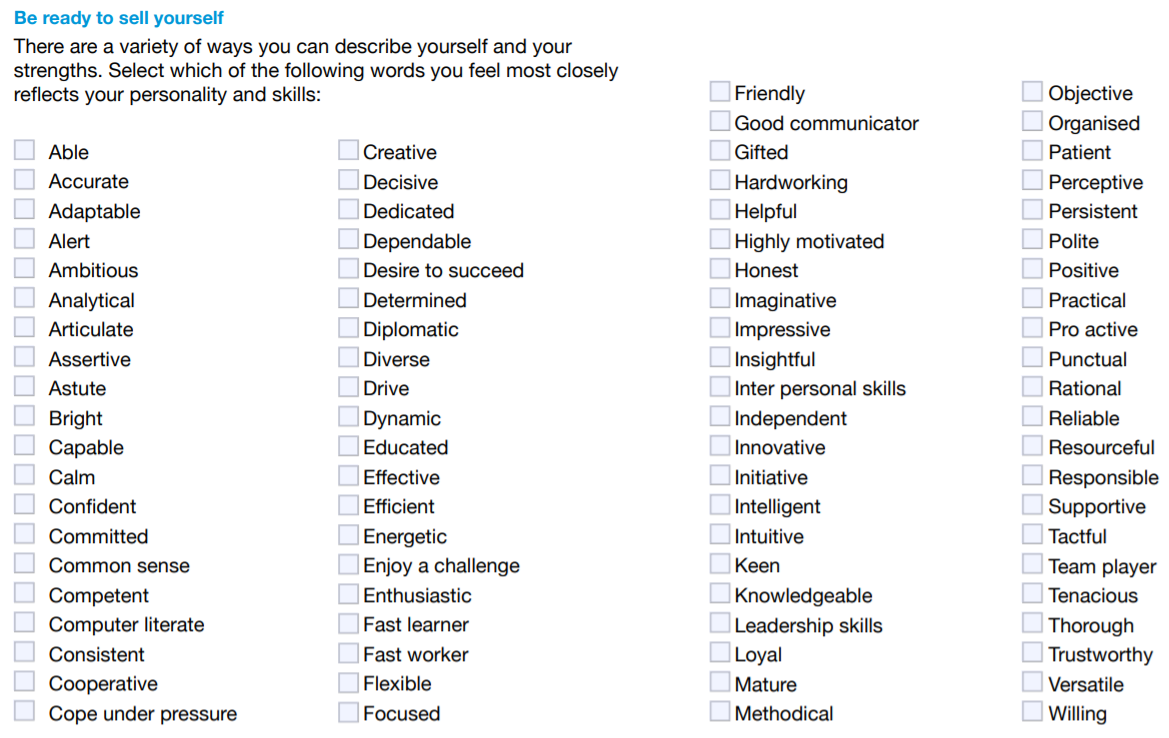 Be ready to sell yourself
There are a variety of ways you can describe yourself and your
strengths. Select which of the following words you feel most closely
reflects your personality and skills:
Able
Accurate
Adaptable
Alert
Ambitious
Analytical
Articulate
Assertive
Astute
Bright
Capable
Calm
Confident
Committed
Common sense
Competent
Computer literate
Consistent
Cooperative
Cope under pressure
Creative
Decisive
Dedicated
Dependable
Desire to succeed
Determined
Diplomatic
Diverse
Drive
Dynamic
Educated
Effective
Efficient
Energetic
Enjoy a challenge
Enthusiastic
Fast learner
Fast worker
Flexible
Focused
Friendly
Good communicator
Gifted
Hardworking
Helpful
Highly motivated
Honest
Imaginative
Impressive
Insightful
Inter personal skills
Independent
Innovative
Initiative
Intelligent
Intuitive
Keen
Knowledgeable
Leadership skills
Loyal
Mature
Methodical
Objective
Organised
Patient
Perceptive
Persistent
Polite
Positive
Practical
Pro active
Punctual
Rational
Reliable
Resourceful
Responsible
Supportive
Tactful
Team player
Tenacious
Thorough
Trustworthy
Versatile
Willing